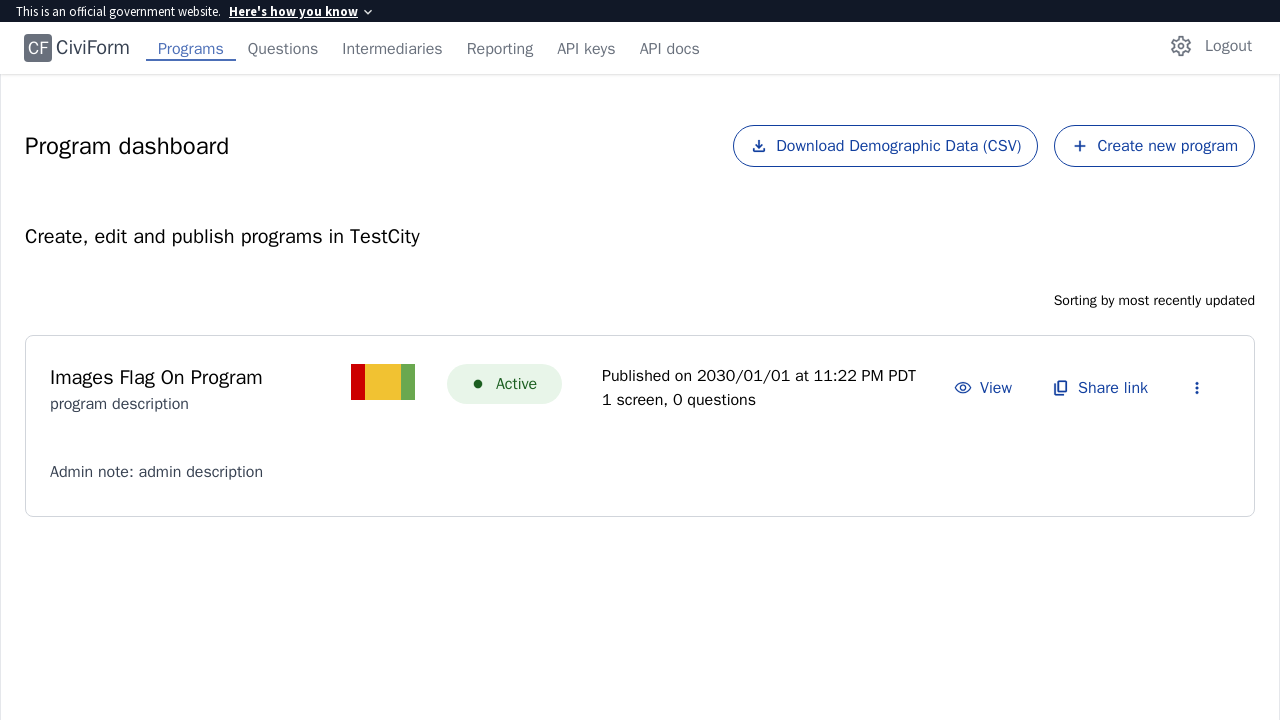 This is an official government website. Here's how you know
CF CiviForm Programs Questions Intermediaries Reporting API keys API docs Logout
Program dashboard Download Demographic Data (CSV) Create new program
Create, edit and publish programs in TestCity
Sorting by most recently updated
Images Flag On Program
program description
Active
Published on 2030/01/01 at 11:22 PM PDT
1 screen, 0 questions
View Share link
Admin note: admin description